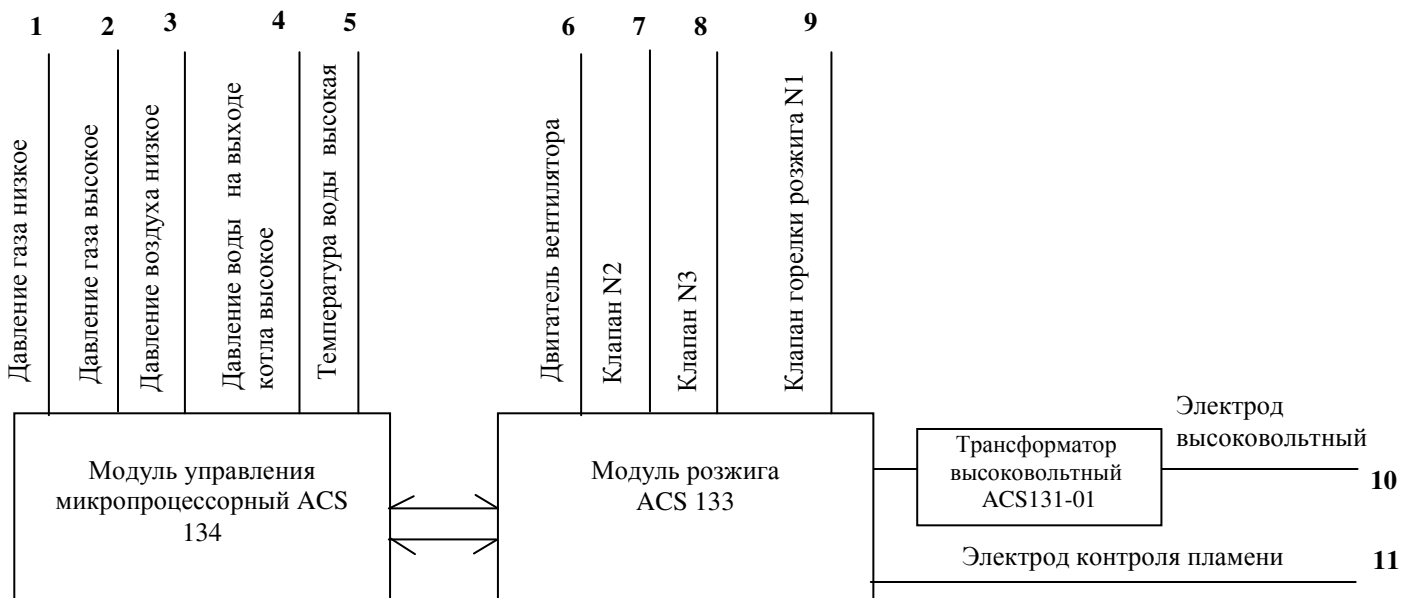 1
2
3
4
5
6
7
8
9
Давление газа низкое
Давление газа высокое
Давление воздуха низкое
Давление воды на выходе
котла высокое
Температура воды высокая
Двигатель вентилятора
Клапан N2
Клапан N3
Клапан горелки розжига N1
Модуль управления
микропроцессорный ACS
134
Модуль розжига
ACS 133
Трансформатор
высоковольтный
ACS131-01
Электрод
высоковольтный
10
Электрод контроля пламени
11